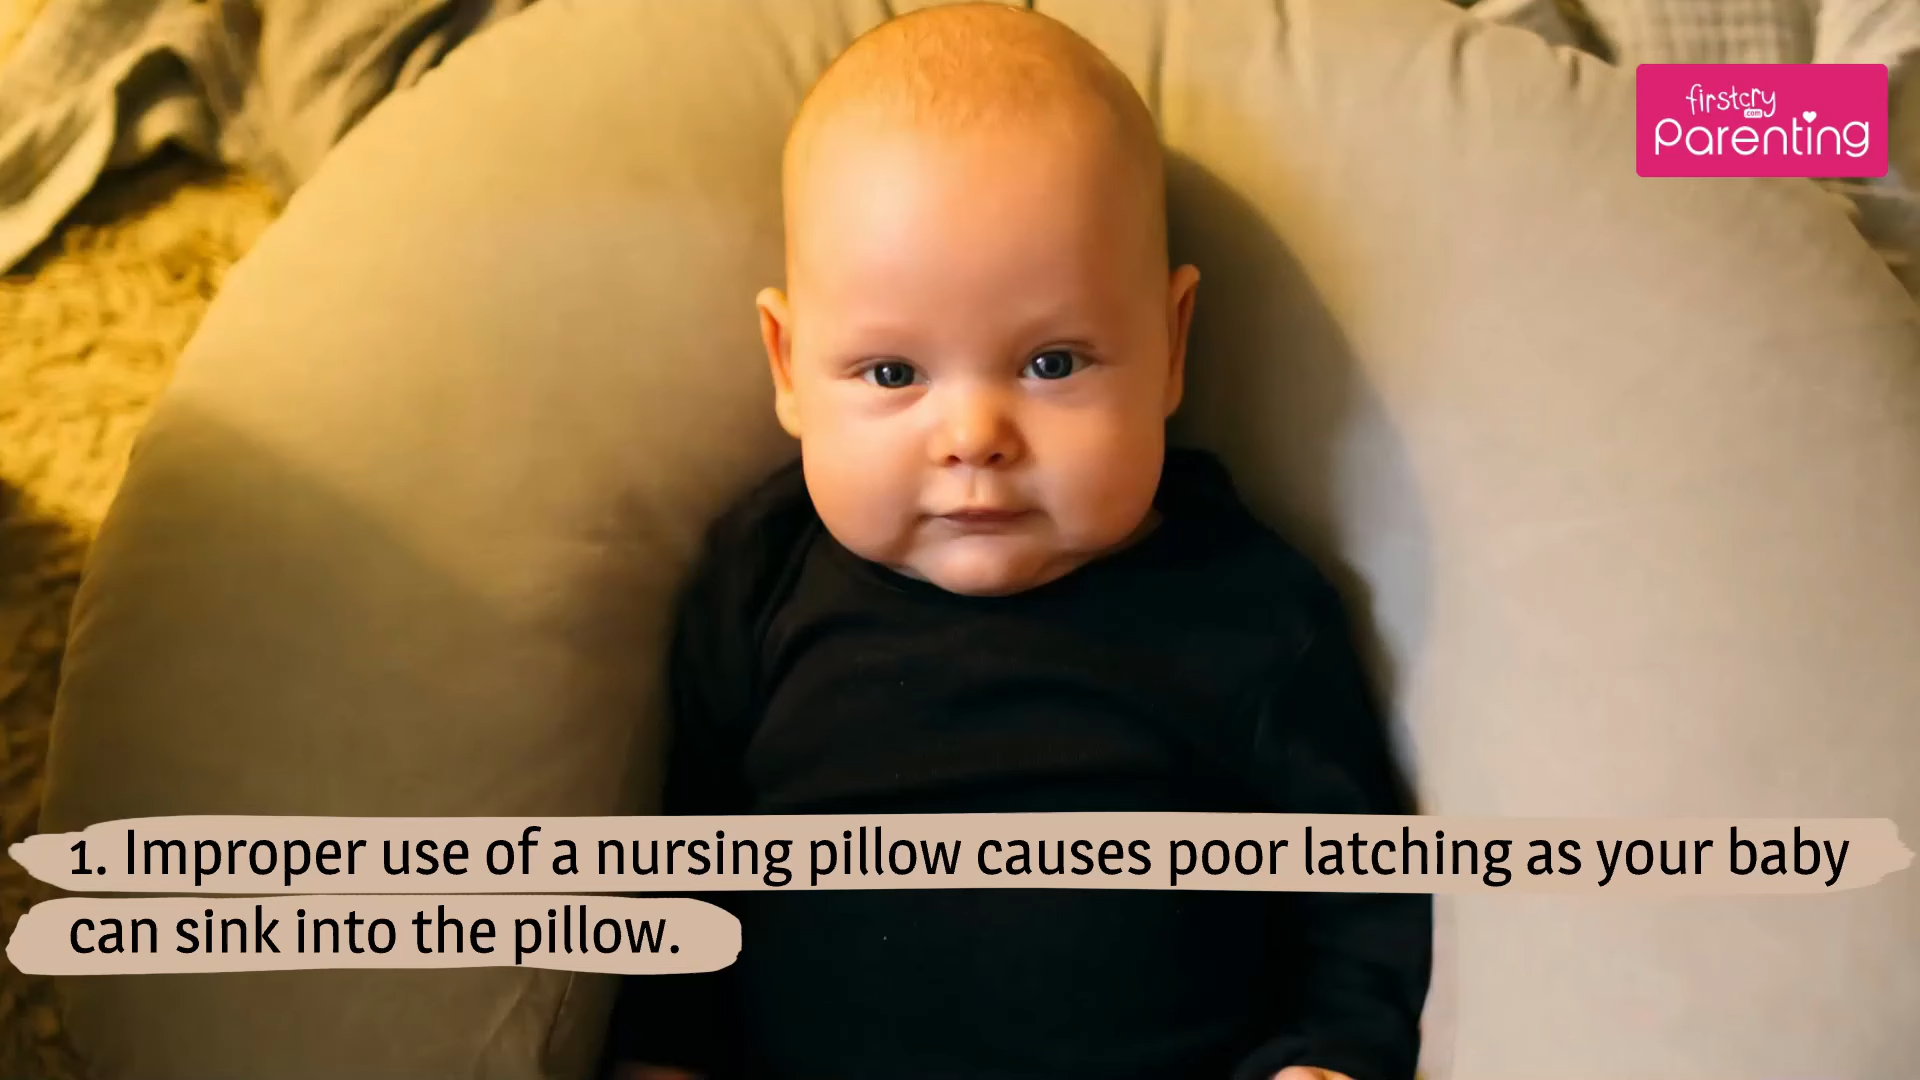 firstcry
.com
Parenting
1. Improper use of a nursing pillow causes poor latching as your baby
can sink into the pillow.